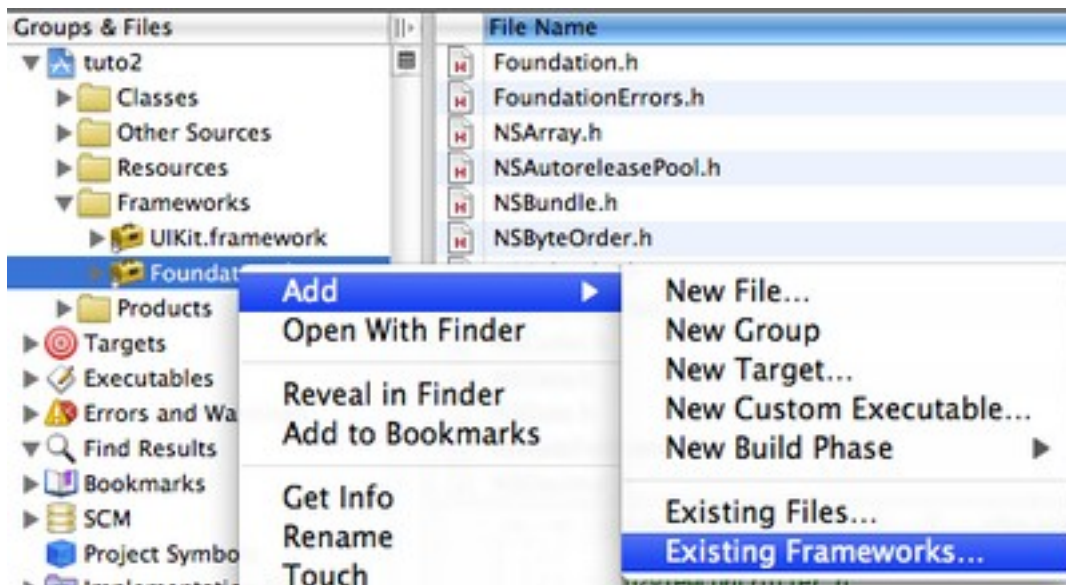 Groups & Files
File Name
tuto2
Classes
Other Sources
Resources
Frameworks
UIKit.framework
Products
Targets
Executables
Errors and
Find Results
Bookmarks
SCM
Project
Foundation.h
FoundationErrors.h
NSArray.h
NSAutoreleasePool.h
NSBundle.h
NSByteOrder.h
Add
Open With Finder
Reveal in Finder
Add to Bookmarks
Get Info
Rename
Touch
New File...
New Group
New Target...
New Custom Executable...
New Build Phase
Existing Files...
Existing Frameworks...